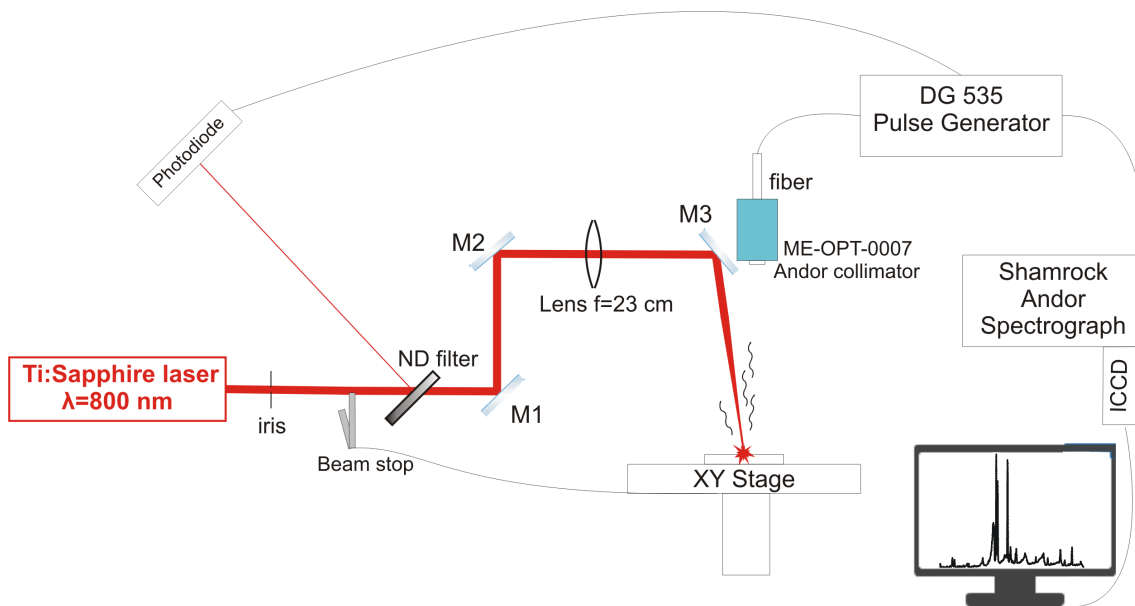 DG 535
Pulse Generator
Photodiode
fiber
M3
M2
ME-OPT-0007
Andor collimator
Shamrock
Andor
Spectrograph
Lens f=23 cm
ICCD
ND filter
Ti:Sapphire laser
λ=800 nm
M1
iris
Beam stop
XY Stage